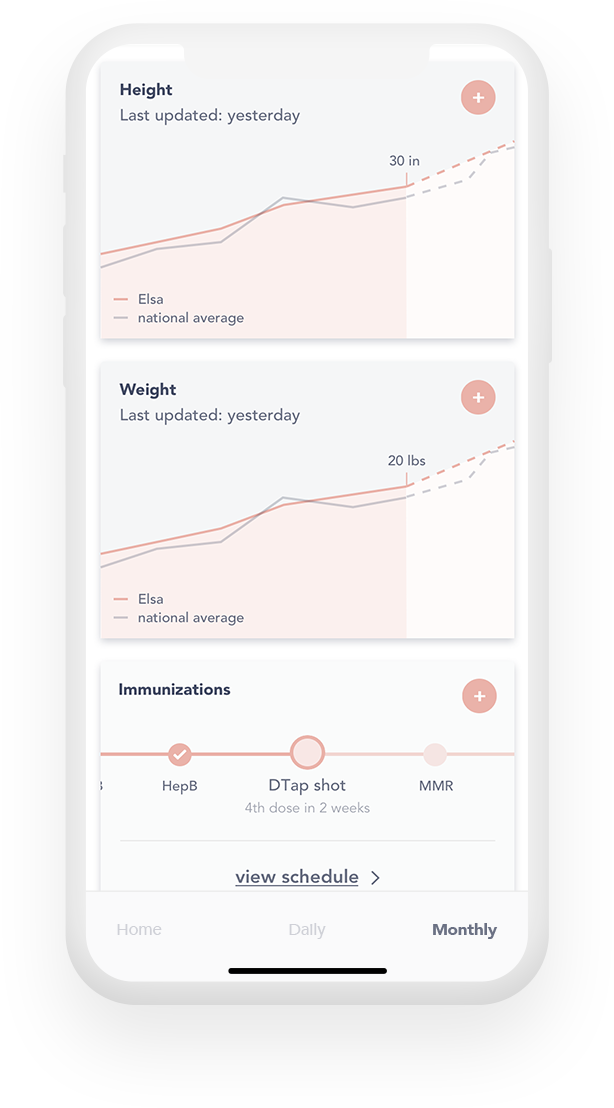 Height
Last updated: yesterday
30 in
Elsa
national average
Weight
Last updated: yesterday
20 lbs
Elsa
national average
Immunizations
HepB
DTap shot
MMR
4th dose in 2 weeks
view schedule
Home
Daily
Monthly